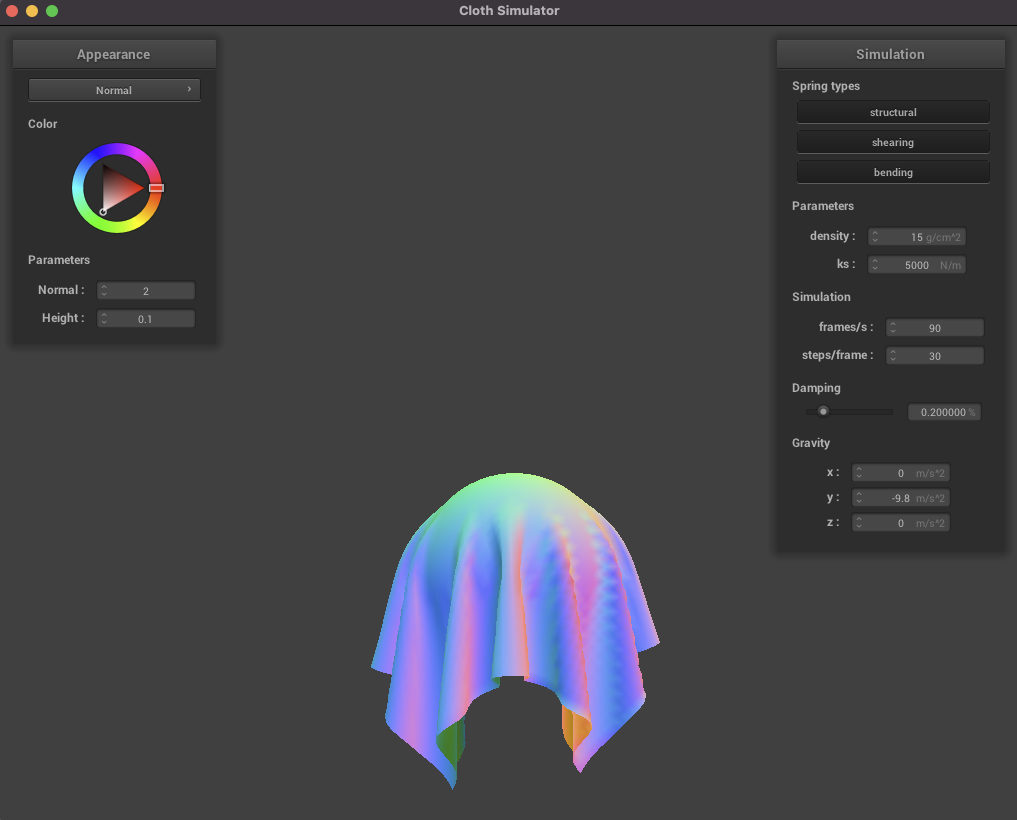 Cloth Simulator
Appearance
Normal ›
Color
Parameters
Normal : 2
Height : 0.1
Simulation
Spring types
structural
shearing
bending
Parameters
density : 15 g/cm^2
ks : 5000 N/m
Simulation
frames/s : 90
steps/frame : 30
Damping
0.200000 %
Gravity
x : 0 m/s^2
y : -9.8 m/s^2
z : 0 m/s^2